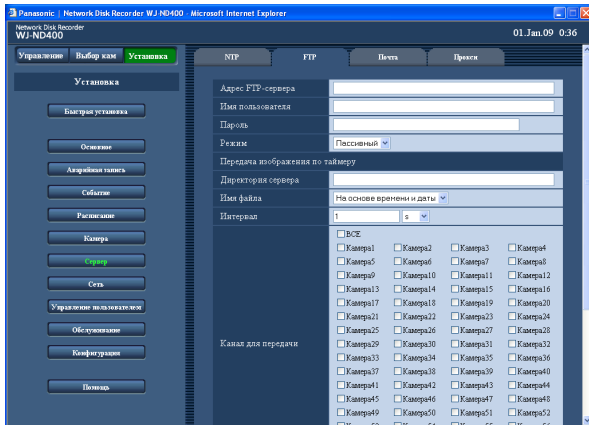 Panasonic | Network Disk Recorder WJ-ND400 - Microsoft Internet Explorer
Network Disk Recorder
WJ-ND400
01.Jan.09 0:36
Управление Выбор кам Установка
NTP FTP Почта Прокси
Установка
Быстрая установка
Основное
Аварийная запись
Событие
Расписание
Камера
Сервер
Сеть
Управление пользователем
Обслуживание
Конфигурация
Помощь
Адрес FTP-сервера
Имя пользователя
Пароль
Режим Пассивный
Передача изображения по таймеру
Директория сервера
Имя файла На основе времени и даты
Интервал 1 s
Канал для передачи
ВСЕ
Камера1 Камера2 Камера3 Камера4
Камера5 Камера6 Камера7 Камера8
Камера9 Камера10 Камера11 Камера12
Камера13 Камера14 Камера15 Камера16
Камера17 Камера18 Камера19 Камера20
Камера21 Камера22 Камера23 Камера24
Камера25 Камера26 Камера27 Камера28
Камера29 Камера30 Камера31 Камера32
Камера33 Камера34 Камера35 Камера36
Камера37 Камера38 Камера39 Камера40
Камера41 Камера42 Камера43 Камера44
Камера45 Камера46 Камера47 Камера48
Камера49 Камера50 Камера51 Камера52